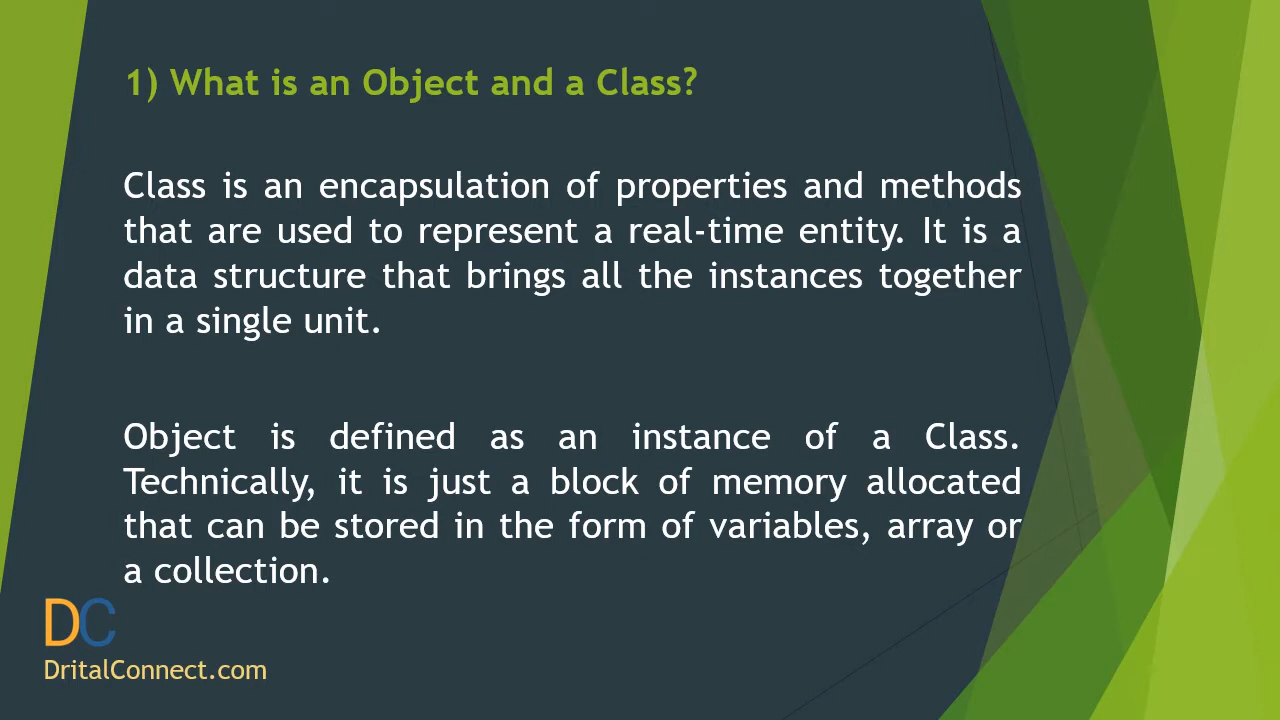 1) What is an Object and a Class?
Class is an encapsulation of properties and methods
that are used to represent a real-time entity. It is a
data structure that brings all the instances together
in a single unit.
Object is defined as an instance of a Class.
Technically, it is just a block of memory allocated
that can be stored in the form of variables, array or
a collection.
DC
DritalConnect.com